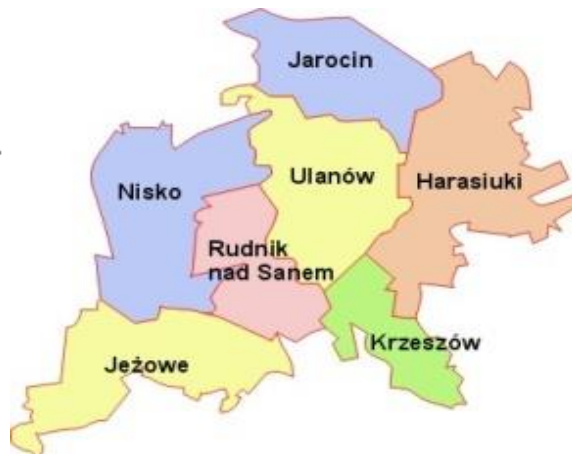 Jarocin
Harasiuki
Ulanów
Nisko
Rudnik
nad Sanem
Krzeszów
Jeżowe